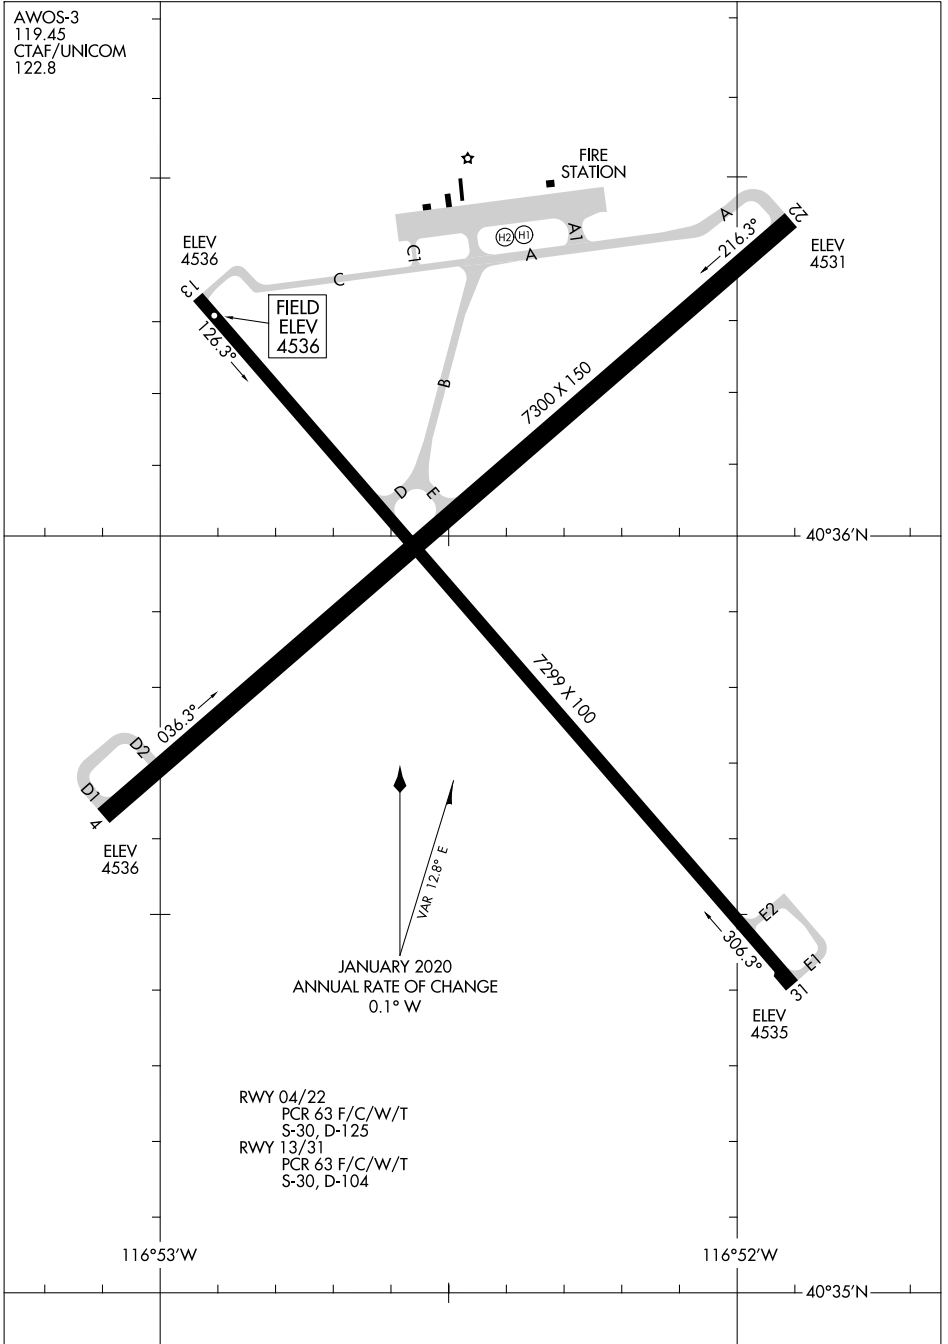 AWOS-3
119.45
CTAF/UNICOM
122.8
FIRE
STATION
A
22
C1
H2
H1
A1
A
216.3°
ELEV
4536
ELEV
4531
C
13
FIELD
ELEV
4536
126.3°
B
7300 X 150
D
E
40°36'N
7299 X 100
036.3°
D2
D1
4
ELEV
4536
VAR 12.8° E
E2
306.3°
E1
31
JANUARY 2020
ANNUAL RATE OF CHANGE
0.1° W
ELEV
4535
RWY 04/22
PCR 63 F/C/W/T
S-30, D-125
RWY 13/31
PCR 63 F/C/W/T
S-30, D-104
116°53'W
116°52'W
40°35'N